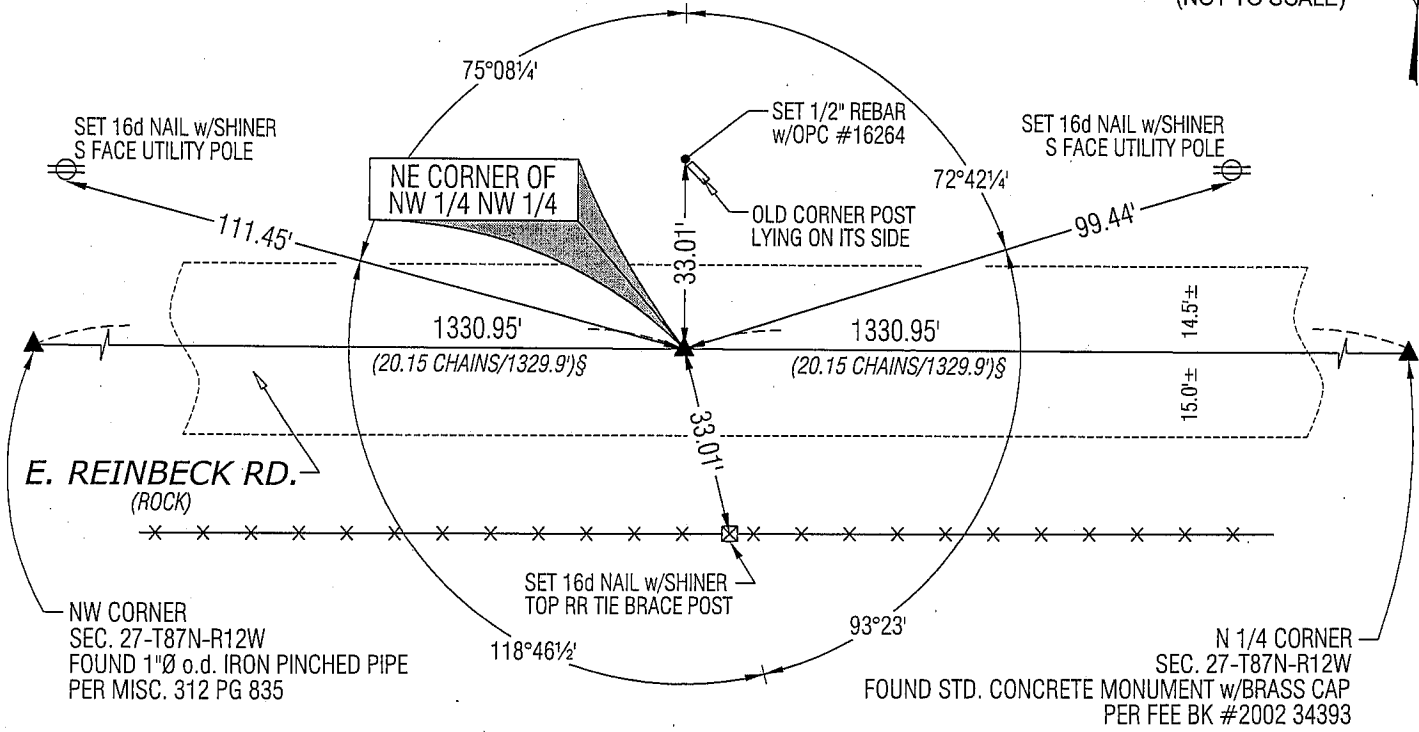 (NOT TO SCALE)
75°08¼'
SET 16d NAIL w/SHINER
S FACE UTILITY POLE
SET 1/2" REBAR
w/OPC #16264
SET 16d NAIL w/SHINER
S FACE UTILITY POLE
NE CORNER OF
NW 1/4 NW 1/4
72°42¼'
OLD CORNER POST
LYING ON ITS SIDE
111.45'
33.01'
99.44'
1330.95'
(20.15 CHAINS/1329.9')§
1330.95'
(20.15 CHAINS/1329.9')§
14.5'±
15.0'±
33.01'
E. REINBECK RD.
(ROCK)
SET 16d NAIL w/SHINER
TOP RR TIE BRACE POST
NW CORNER
SEC. 27-T87N-R12W
FOUND 1"Ø o.d. IRON PINCHED PIPE
PER MISC. 312 PG 835
118°46½'
93°23'
N 1/4 CORNER
SEC. 27-T87N-R12W
FOUND STD. CONCRETE MONUMENT w/BRASS CAP
PER FEE BK #2002 34393